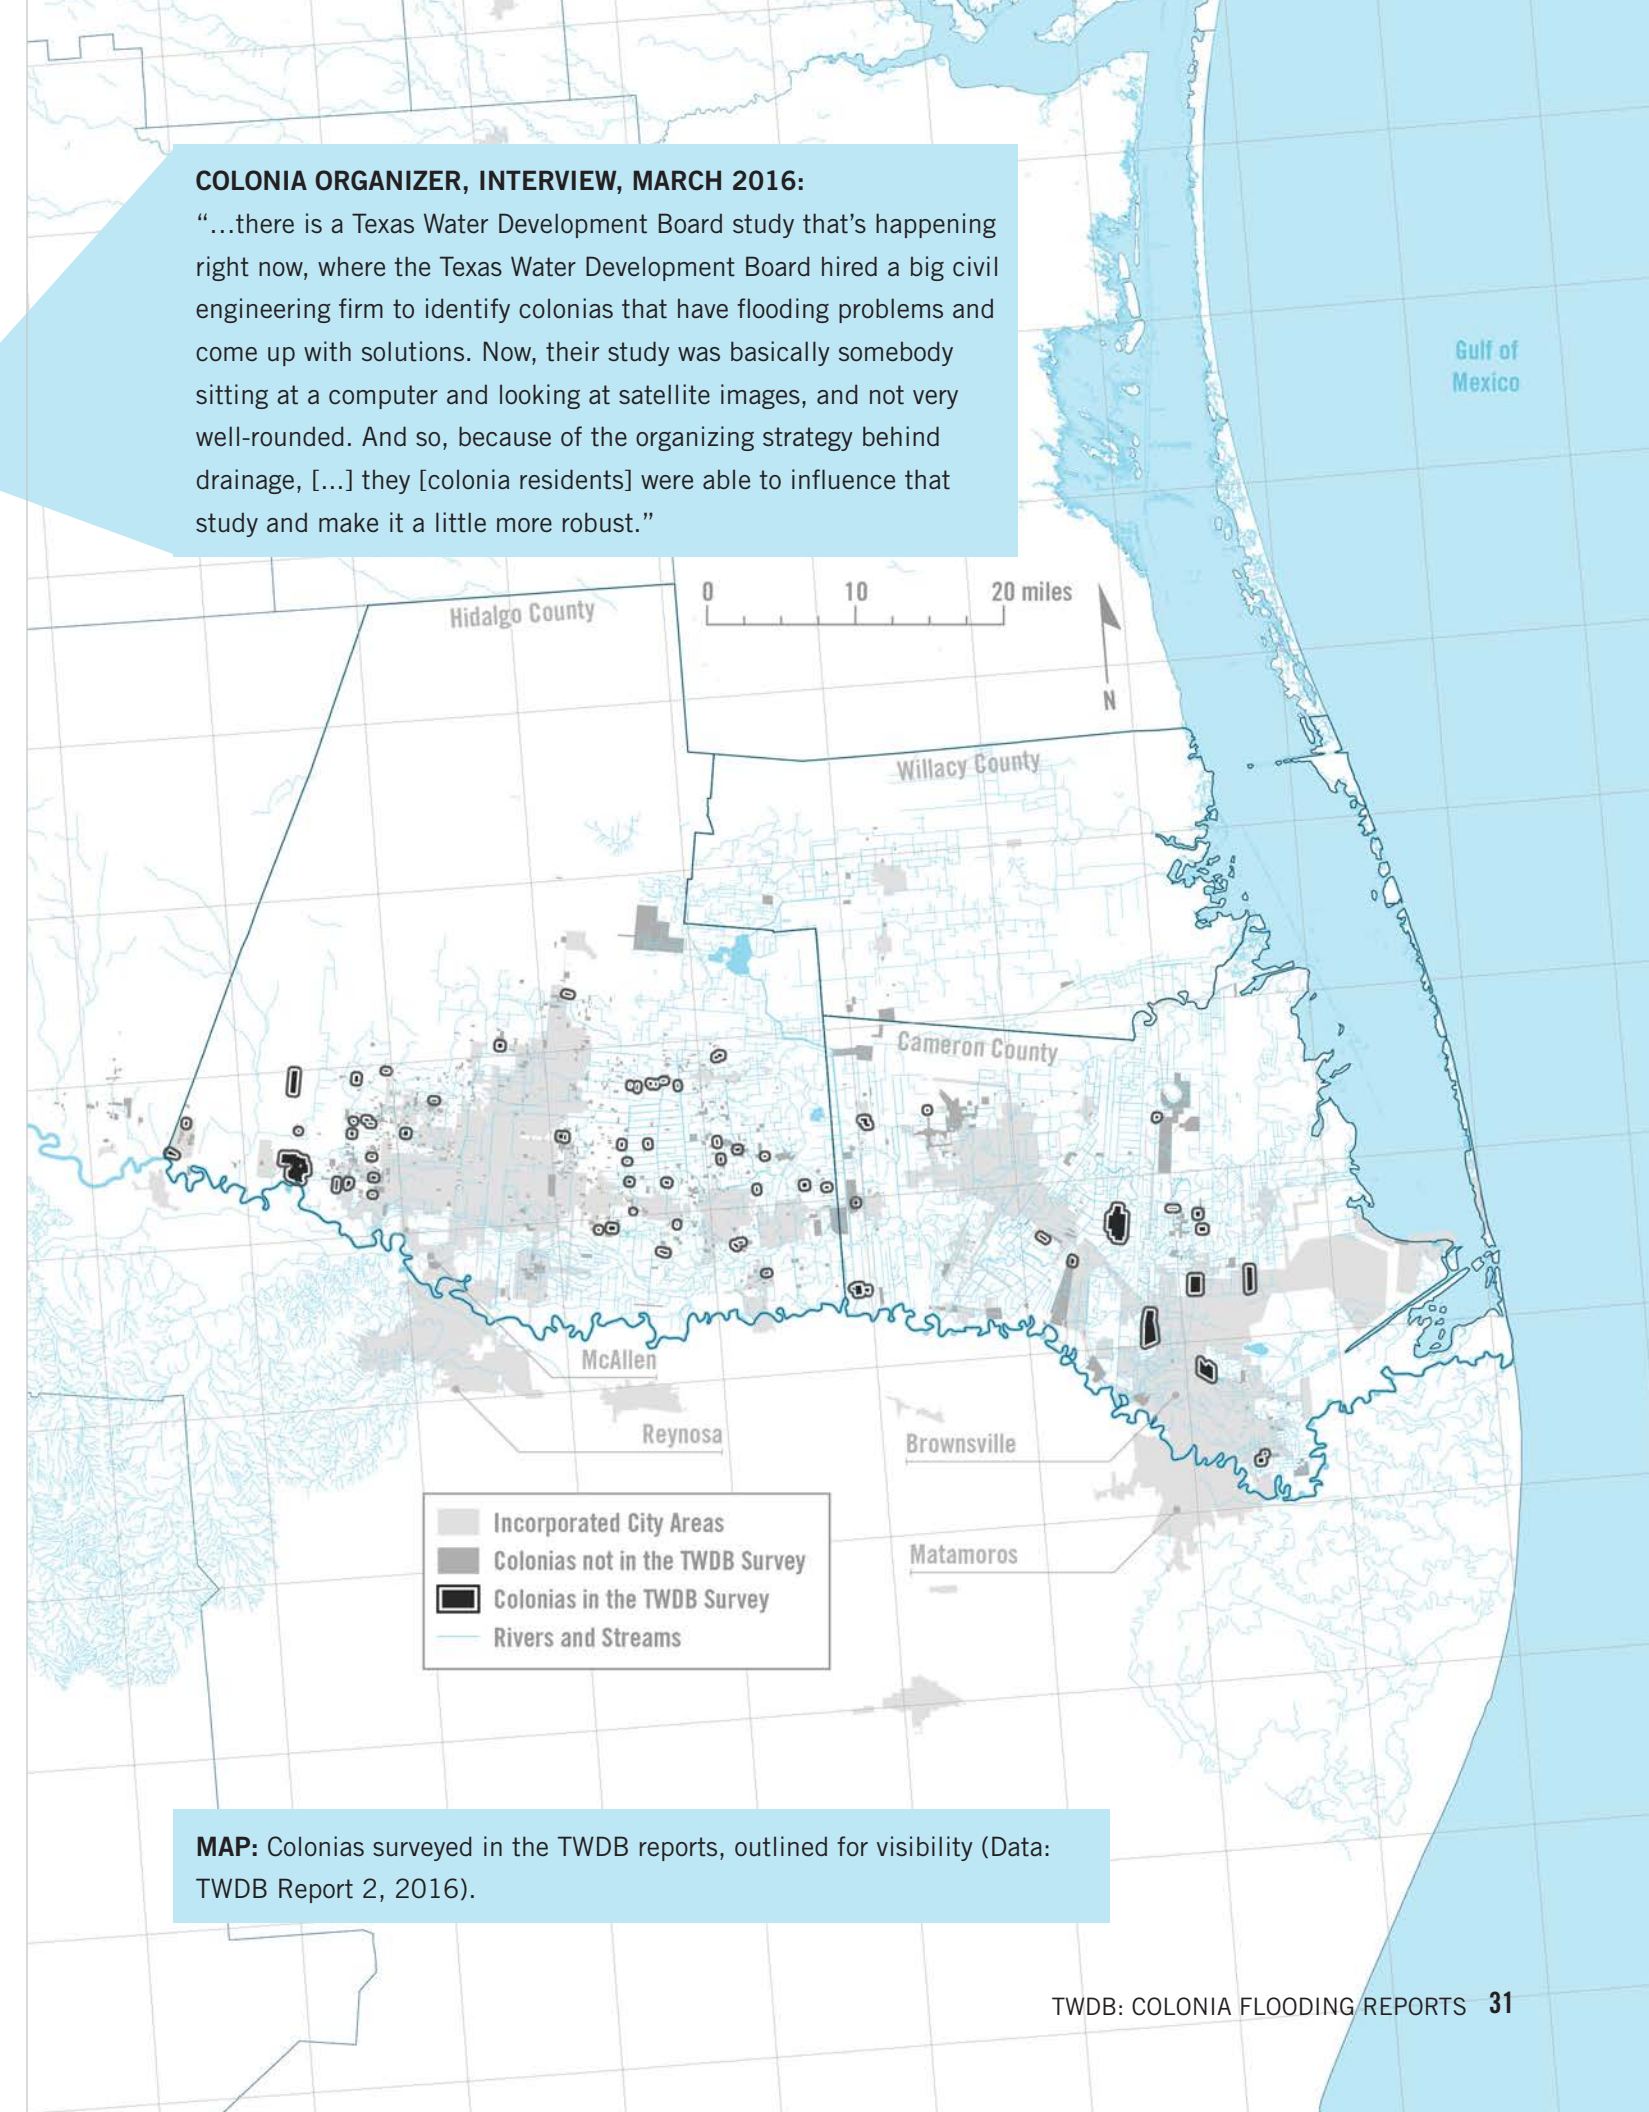 COLONIA ORGANIZER, INTERVIEW, MARCH 2016:
“…there is a Texas Water Development Board study that’s happening
right now, where the Texas Water Development Board hired a big civil
engineering firm to identify colonias that have flooding problems and
come up with solutions. Now, their study was basically somebody
sitting at a computer and looking at satellite images, and not very
well-rounded. And so, because of the organizing strategy behind
drainage, […] they [colonia residents] were able to influence that
study and make it a little more robust.”
Gulf of
Mexico
0 10 20 miles
Hidalgo County
N
Willacy County
Cameron County
McAllen
Reynosa
Brownsville
Matamoros
Incorporated City Areas
Colonias not in the TWDB Survey
Colonias in the TWDB Survey
Rivers and Streams
MAP: Colonias surveyed in the TWDB reports, outlined for visibility (Data:
TWDB Report 2, 2016).
TWDB: COLONIA FLOODING REPORTS 31